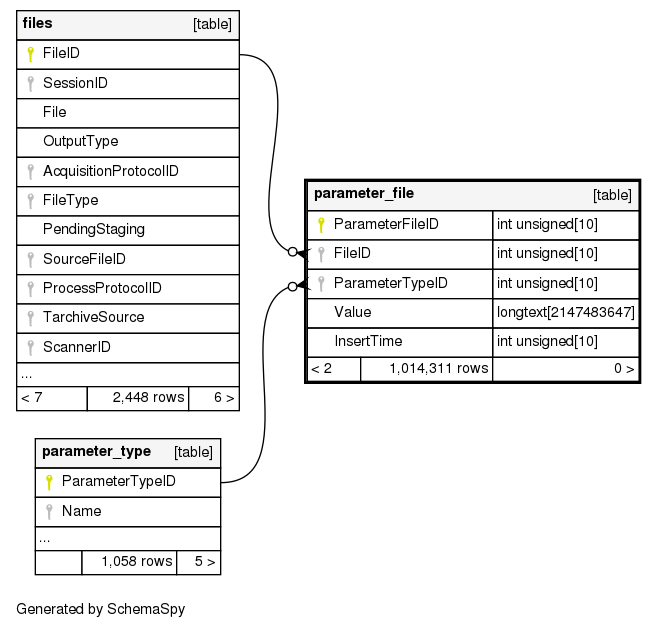 files [table]
FileID
SessionID
File
OutputType
AcquisitionProtocolID
FileType
PendingStaging
SourceFileID
ProcessProtocolID
TarchiveSource
ScannerID
...
< 7 2,448 rows 6 >
parameter_file [table]
ParameterFileID int unsigned[10]
FileID int unsigned[10]
ParameterTypeID int unsigned[10]
Value longtext[2147483647]
InsertTime int unsigned[10]
< 2 1,014,311 rows 0 >
parameter_type [table]
ParameterTypeID
Name
...
1,058 rows 5 >
Generated by SchemaSpy